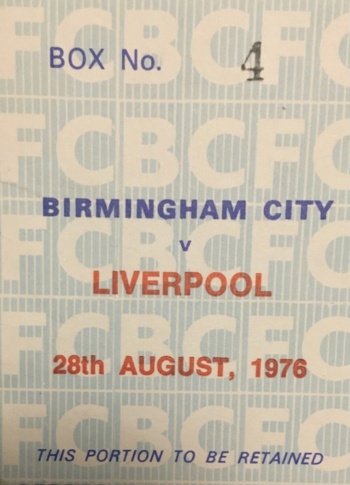 BOX No. 4
BIRMINGHAM CITY
v
LIVERPOOL
28th AUGUST, 1976
THIS PORTION TO BE RETAINED